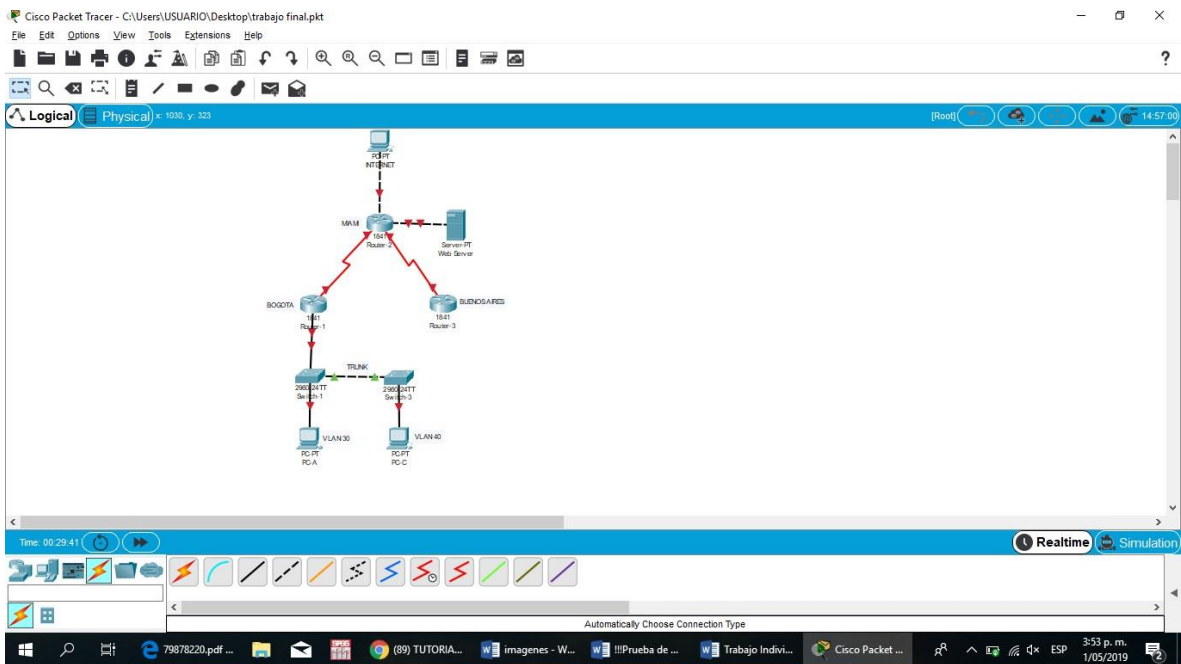 Cisco Packet Tracer - C:\Users\USUARIO\Desktop\trabajo final.pkt
File Edit Options View Tools Extensions Help
?
Logical Physical x: 1030, y: 323 [Root] 14:57:00
PC-PT
INTERNET
MIAMI
1841
Router-2
Server-PT
Web Server
BOGOTA
1841
Router-1
BUENOS AIRES
1841
Router-3
TRUNK
2960-24TT
Switch-1
2960-24TT
Switch-3
VLAN 30
PC-PT
PC-A
VLAN 40
PC-PT
PC-C
Time: 00:29:41 Realtime Simulation
Automatically Choose Connection Type
79878220.pdf ... (89) TUTORIA... imagenes - W... !!!Prueba de ... Trabajo Indivi... Cisco Packet ... ESP 3:53 p. m.
1/05/2019 2